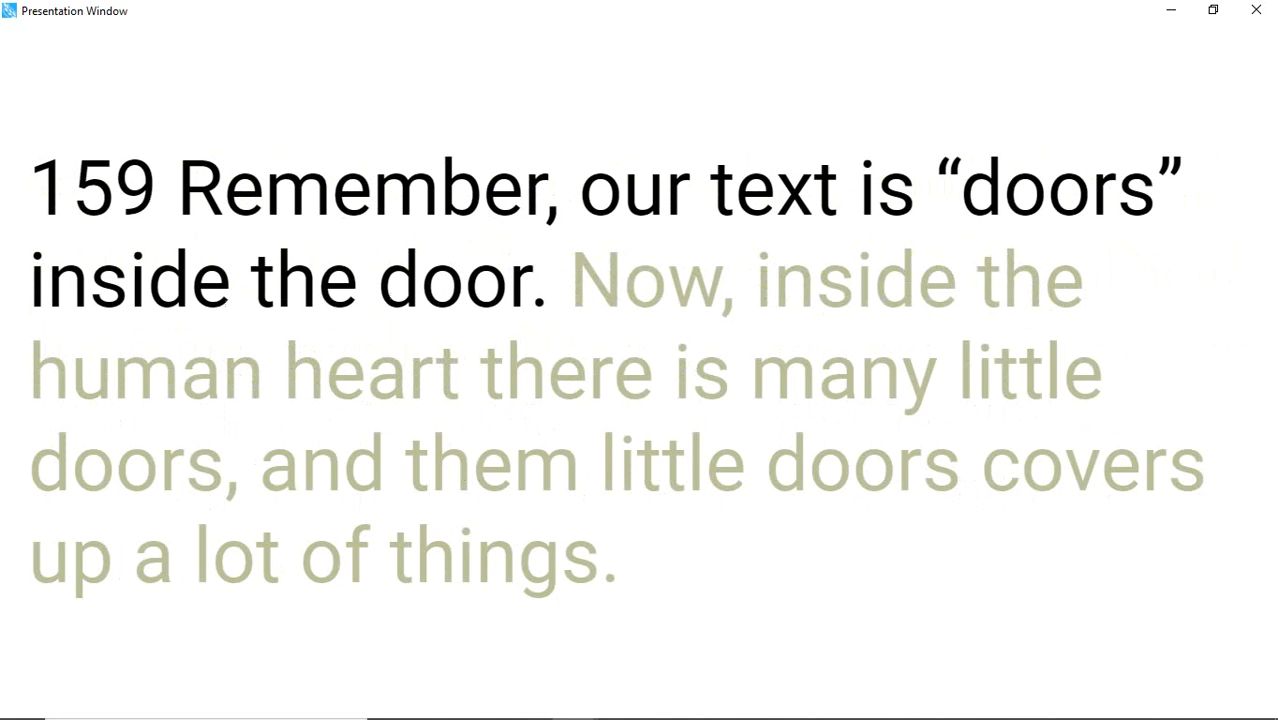 Presentation Window
159 Remember, our text is “doors”
inside the door. Now, inside the
human heart there is many little
doors, and them little doors covers
up a lot of things.